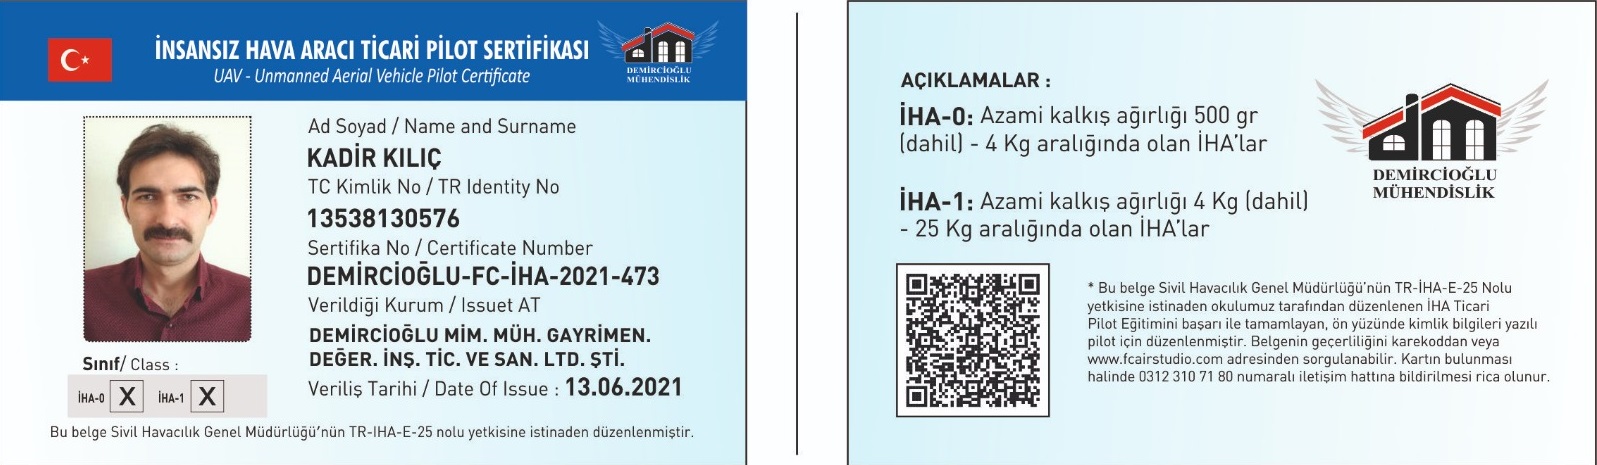 İNSANSIZ HAVA ARACI TİCARİ PİLOT SERTİFİKASI
UAV - Unmanned Aerial Vehicle Pilot Certificate
DEMİRCİOĞLU
MÜHENDİSLİK
Ad Soyad / Name and Surname
KADİR KILIÇ
TC Kimlik No / TR Identity No
13538130576
Sertifika No / Certificate Number
DEMİRCİOĞLU-FC-İHA-2021-473
Verildiği Kurum / Issuet AT
DEMİRCİOĞLU MİM. MÜH. GAYRİMEN.
DEĞER. İNŞ. TİC. VE SAN. LTD. ŞTİ.
Veriliş Tarihi / Date Of Issue : 13.06.2021
Sınıf/ Class :
İHA-0 X İHA-1 X
Bu belge Sivil Havacılık Genel Müdürlüğü'nün TR-IHA-E-25 nolu yetkisine istinaden düzenlenmiştir.
AÇIKLAMALAR :
İHA-0: Azami kalkış ağırlığı 500 gr
(dahil) - 4 Kg aralığında olan İHA'lar
İHA-1: Azami kalkış ağırlığı 4 Kg (dahil)
- 25 Kg aralığında olan İHA'lar
DEMİRCİOĞLU
MÜHENDİSLİK
* Bu belge Sivil Havacılık Genel Müdürlüğü'nün TR-İHA-E-25 Nolu
yetkisine istinaden okulumuz tarafından düzenlenen İHA Ticari
Pilot Eğitimini başarı ile tamamlayan, ön yüzünde kimlik bilgileri yazılı
pilot için düzenlenmiştir. Belgenin geçerliliğini karekoddan veya
www.fcairstudio.com adresinden sorgulanabilir. Kartın bulunması
halinde 0312 310 71 80 numaralı iletişim hattına bildirilmesi rica olunur.